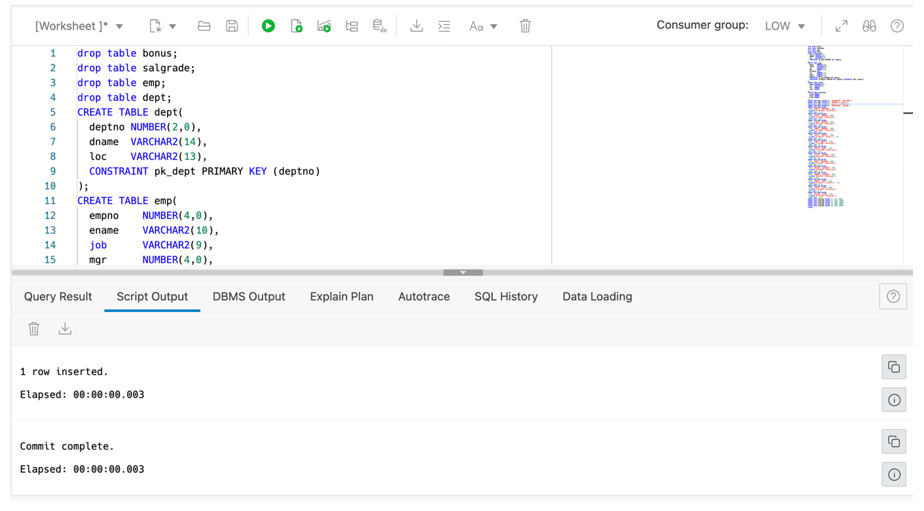 [Worksheet ]*
Aa
Consumer group: LOW
1 drop table bonus;
2 drop table salgrade;
3 drop table emp;
4 drop table dept;
5 CREATE TABLE dept(
6 deptno NUMBER(2,0),
7 dname VARCHAR2(14),
8 loc VARCHAR2(13),
9 CONSTRAINT pk_dept PRIMARY KEY (deptno)
10 );
11 CREATE TABLE emp(
12 empno NUMBER(4,0),
13 ename VARCHAR2(10),
14 job VARCHAR2(9),
15 mgr NUMBER(4,0),
Query Result Script Output DBMS Output Explain Plan Autotrace SQL History Data Loading
1 row inserted.
Elapsed: 00:00:00.003
Commit complete.
Elapsed: 00:00:00.003